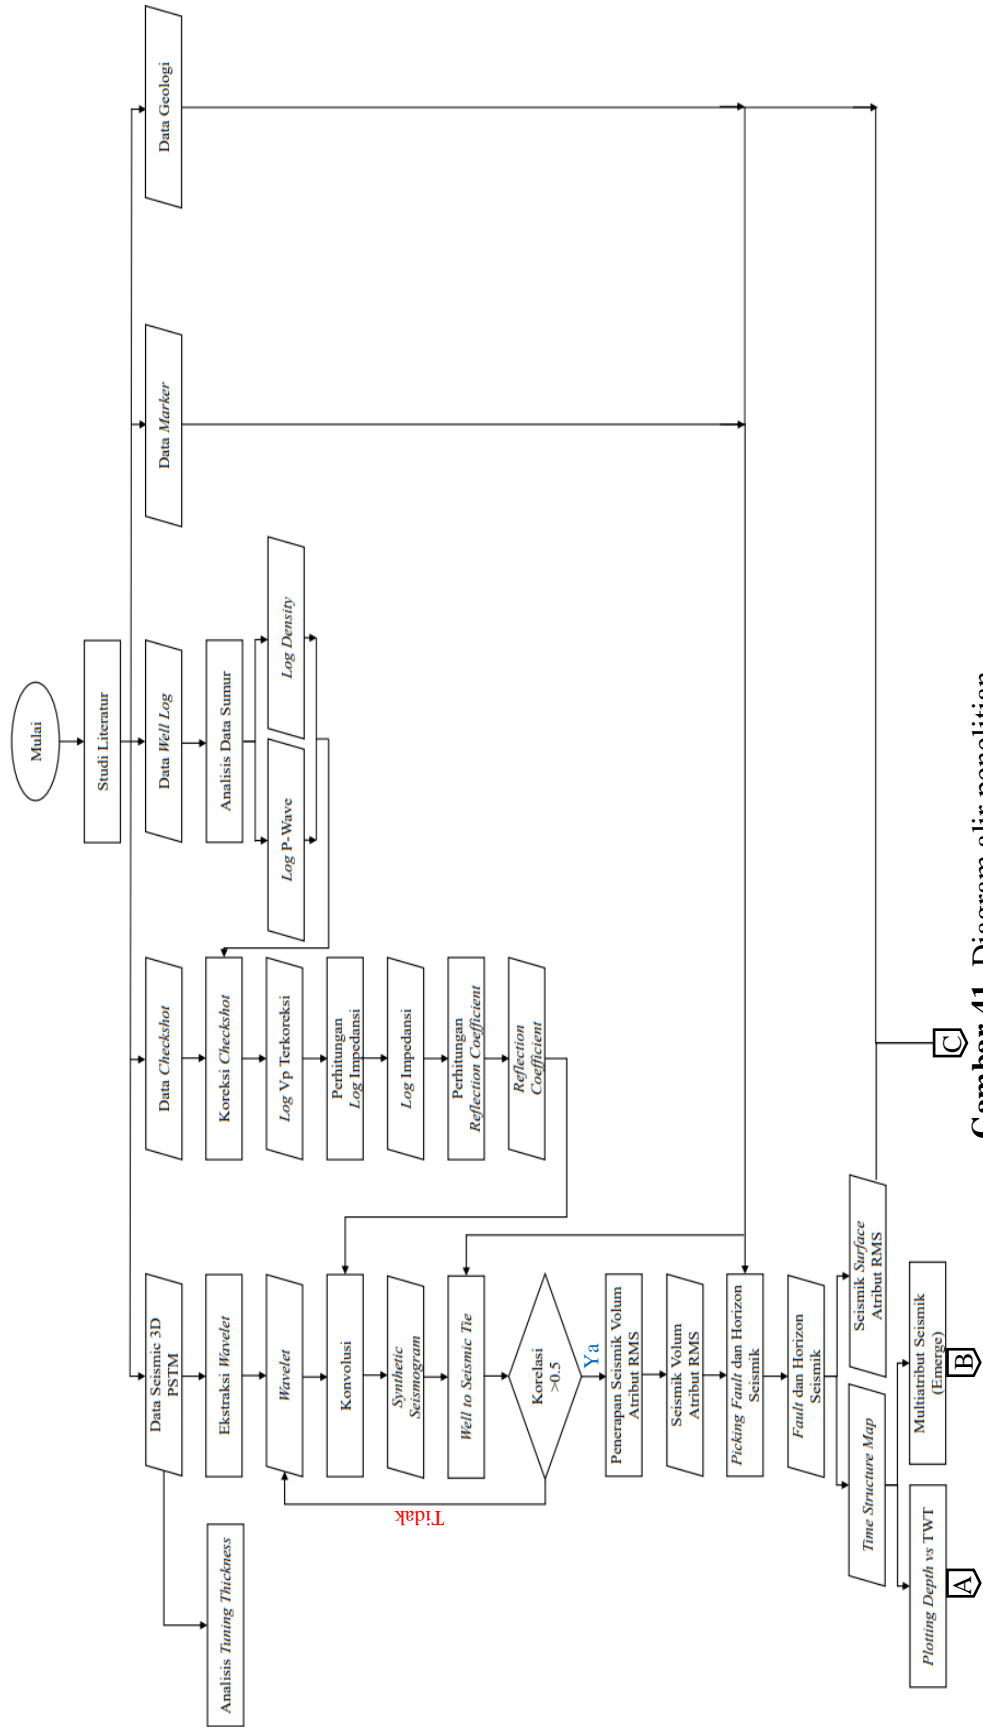 Mulai
Studi Literatur
Data Seismic 3D
PSTM
Data Checkshot
Data Well Log
Data Marker
Data Geologi
Analisis Tuning Thickness
Ekstraksi Wavelet
Koreksi Checkshot
Analisis Data Sumur
Wavelet
Log Vp Terkoreksi
Log P-Wave
Log Density
Konvolusi
Perhitungan
Log Impedansi
Synthetic
Seismogram
Log Impedansi
Well to Seismic Tie
Perhitungan
Reflection Coefficient
Tidak
Korelasi
>0.5
Reflection
Coefficient
Ya
Penerapan Seismik Volum
Atribut RMS
Seismik Volum
Atribut RMS
Picking Fault dan Horizon
Seismik
Fault dan Horizon
Seismik
Time Structure Map
Seismik Surface
Atribut RMS
Plotting Depth vs TWT
Multiatribut Seismik
(Emerge)
A
B
C
Gambar 41. Diagram alir penelitian